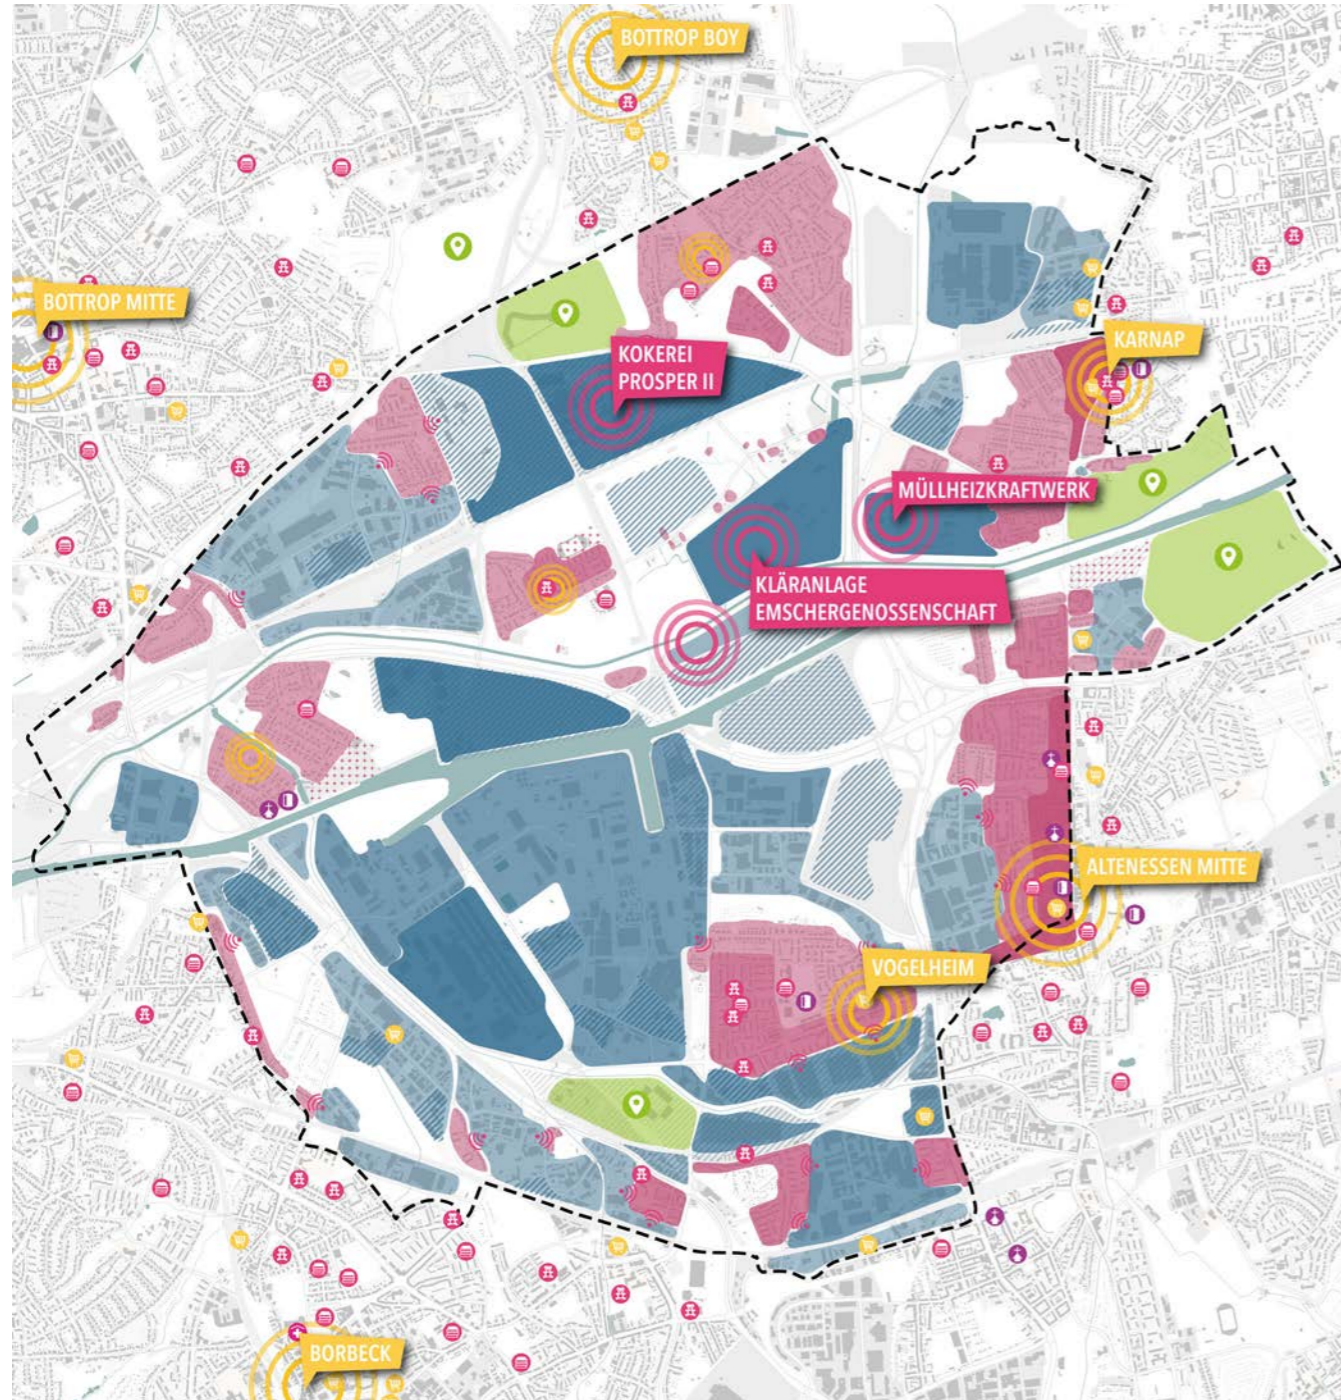 BOTTROP BOY
BOTTROP MITTE
KOKEREI
PROSPER II
KARNAP
MÜLLHEIZKRAFTWERK
KLÄRANLAGE
EMSCHERGENOSSENSCHAFT
ALTENESSEN MITTE
VOGELHEIM
BORBECK